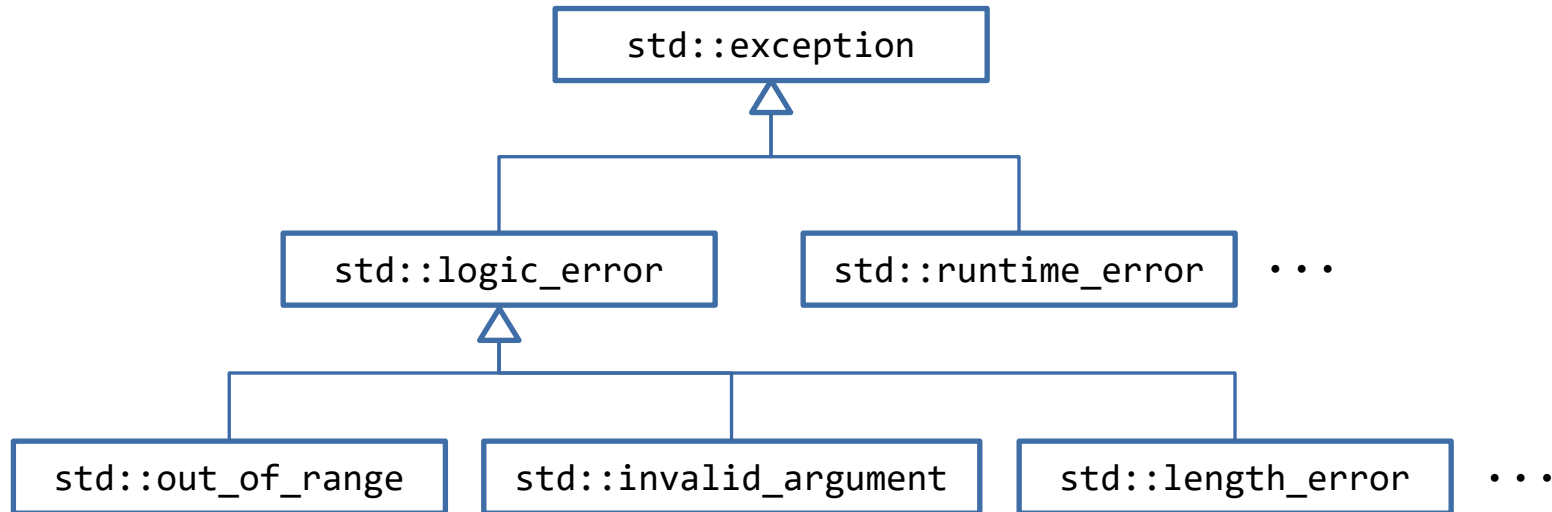 std::exception
std::logic_error
std::runtime_error
...
std::out_of_range
std::invalid_argument
std::length_error
...